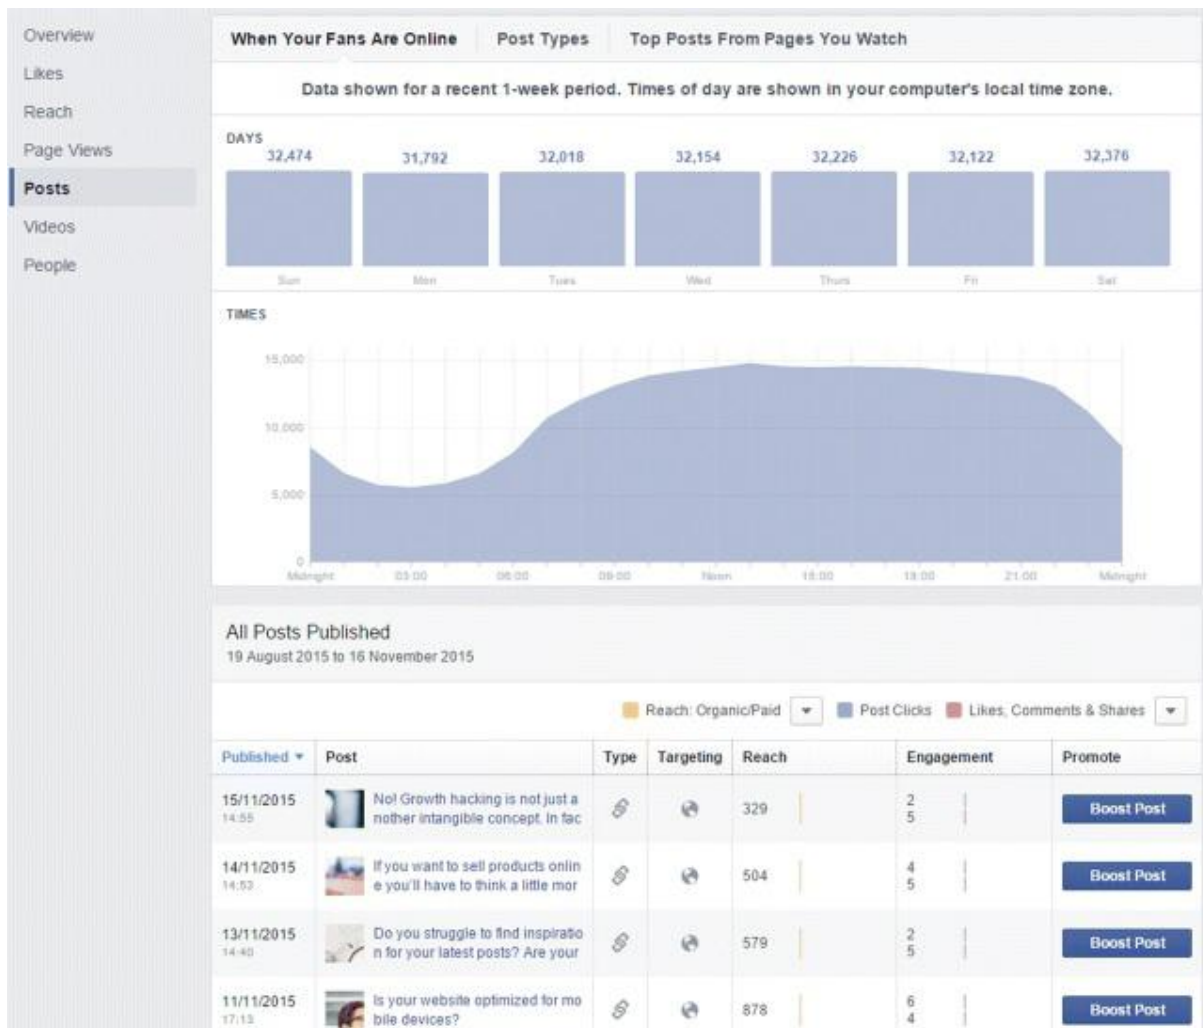 Overview
Likes
Reach
Page Views
Posts
Videos
People
When Your Fans Are Online
Post Types
Top Posts From Pages You Watch
Data shown for a recent 1-week period. Times of day are shown in your computer's local time zone.
DAYS
32,474 31,792 32,018 32,154 32,226 32,122 32,376
Sun Mon Tues Wed Thurs Fri Sat
TIMES
15,000
10,000
5,000
0
Midnight 03:00 06:00 09:00 Noon 15:00 18:00 21:00 Midnight
All Posts Published
19 August 2015 to 16 November 2015
Reach: Organic/Paid Post Clicks Likes, Comments & Shares
Published Post Type Targeting Reach Engagement Promote
15/11/2015
14:55
No! Growth hacking is not just a
nother intangible concept. In fac
329
2
5
Boost Post
14/11/2015
14:53
If you want to sell products onlin
e you'll have to think a little mor
504
4
5
Boost Post
13/11/2015
14:40
Do you struggle to find inspiratio
n for your latest posts? Are your
579
2
5
Boost Post
11/11/2015
17:13
Is your website optimized for mo
bile devices?
878
6
4
Boost Post